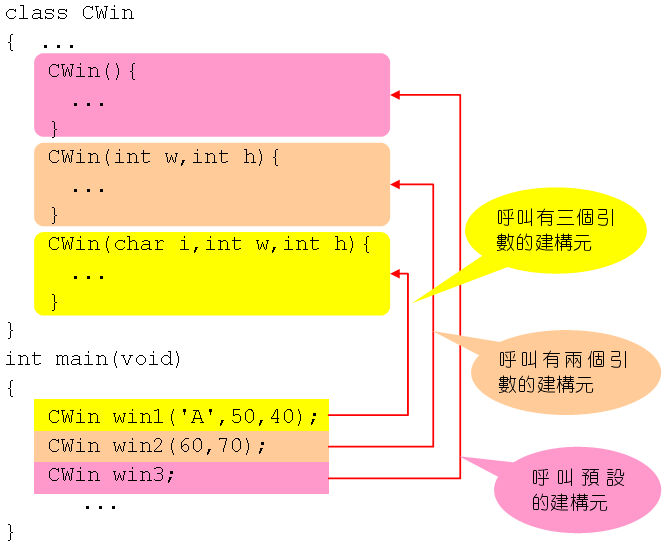 class CWin
{ ...
CWin(){
...
}
CWin(int w,int h){
...
}
CWin(char i,int w,int h){
...
}
}
int main(void)
{
CWin win1('A',50,40);
CWin win2(60,70);
CWin win3;
...
}
呼叫有三個引
數的建構元
呼叫有兩個引
數的建構元
呼叫預設
的建構元